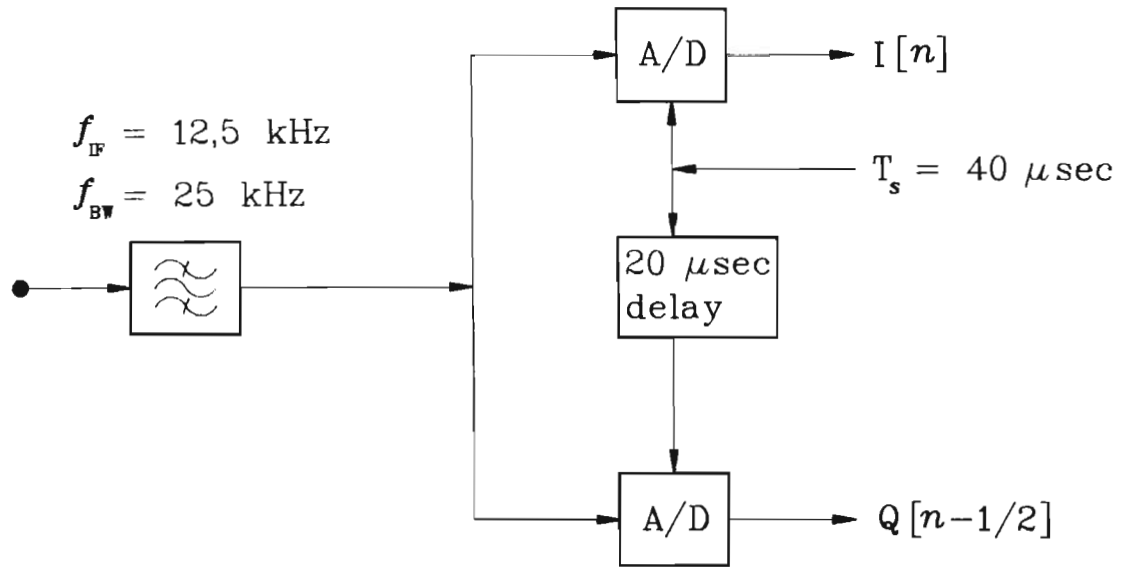 A/D
I[n]
f_IF = 12,5 kHz
f_BW = 25 kHz
T_s = 40 μsec
20 μsec
delay
A/D
Q[n-1/2]